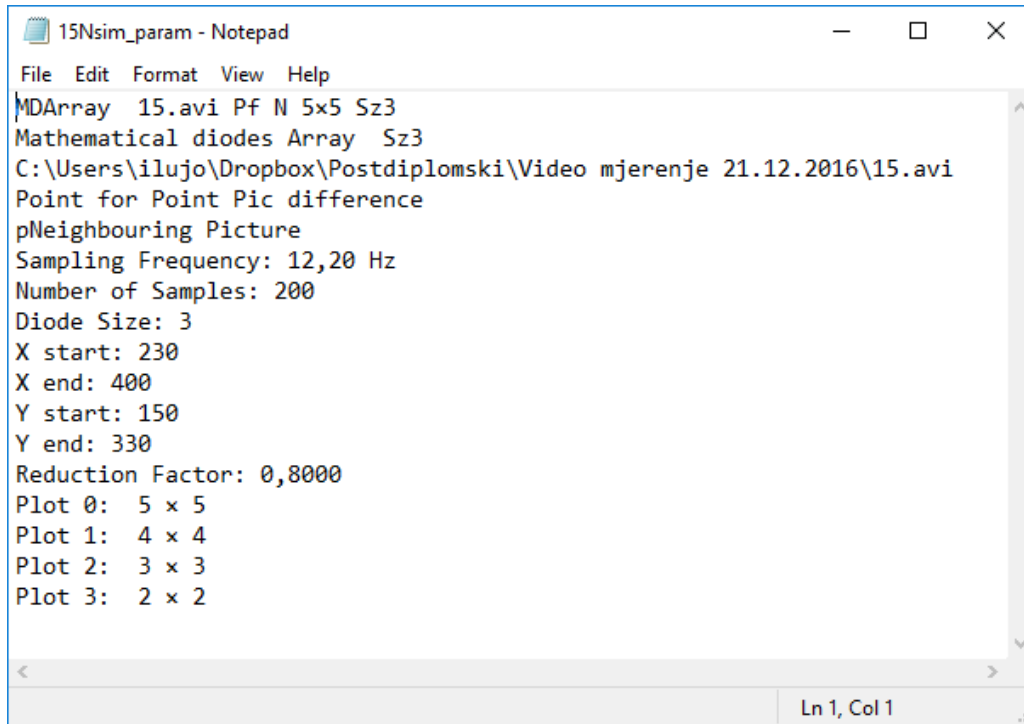 15Nsim_param - Notepad
File Edit Format View Help
MDArray  15.avi Pf N 5×5 Sz3
Mathematical diodes Array  Sz3
C:\Users\ilujo\Dropbox\Postdiplomski\Video mjerenje 21.12.2016\15.avi
Point for Point Pic difference
pNeighbouring Picture
Sampling Frequency: 12,20 Hz
Number of Samples: 200
Diode Size: 3
X start: 230
X end: 400
Y start: 150
Y end: 330
Reduction Factor: 0,8000
Plot 0:  5 × 5
Plot 1:  4 × 4
Plot 2:  3 × 3
Plot 3:  2 × 2
Ln 1, Col 1